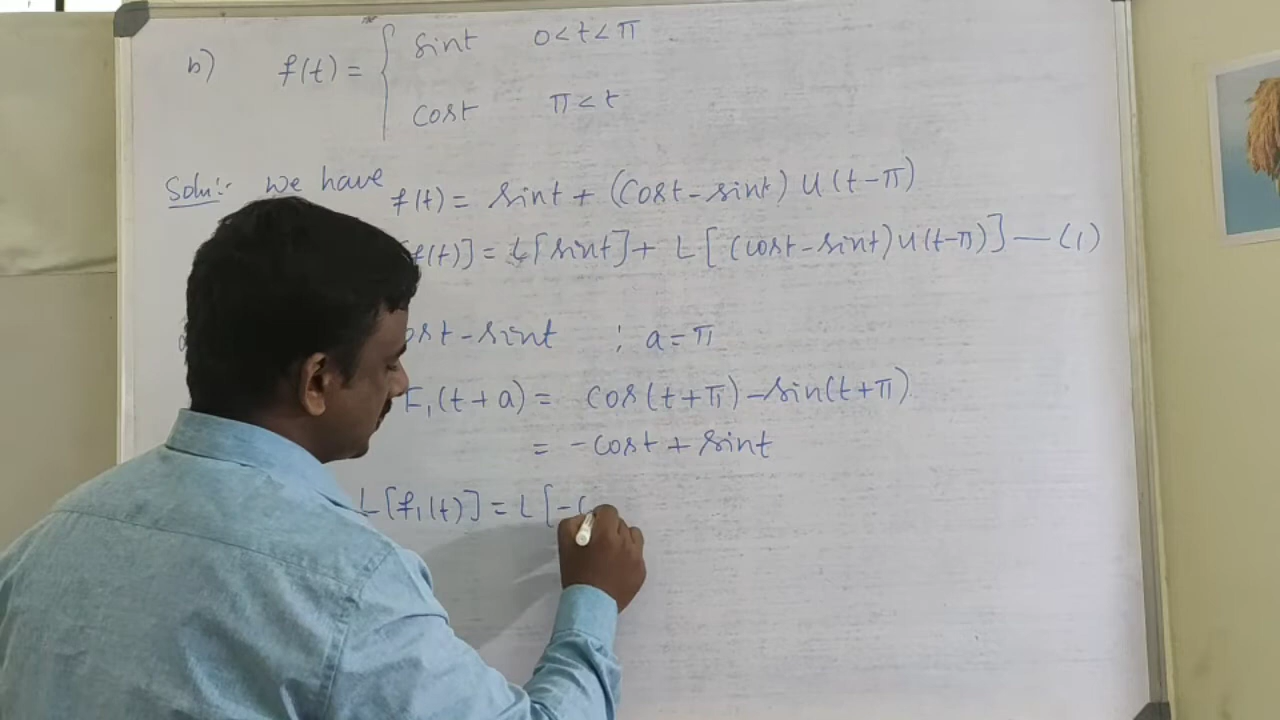 b) f(t) = { sint 0<t<π
cost π<t
Soln:- We have
f(t) = sint + (Cost - sint) u(t-π)
f(t)] = L[sint] + L[(cost - sint) u(t-π)] — (1)
ost - sint ; a = π
F₁(t+a) = cos(t+π) - sin(t+π).
= -cost + sint
L[f₁(t)] = L[-(